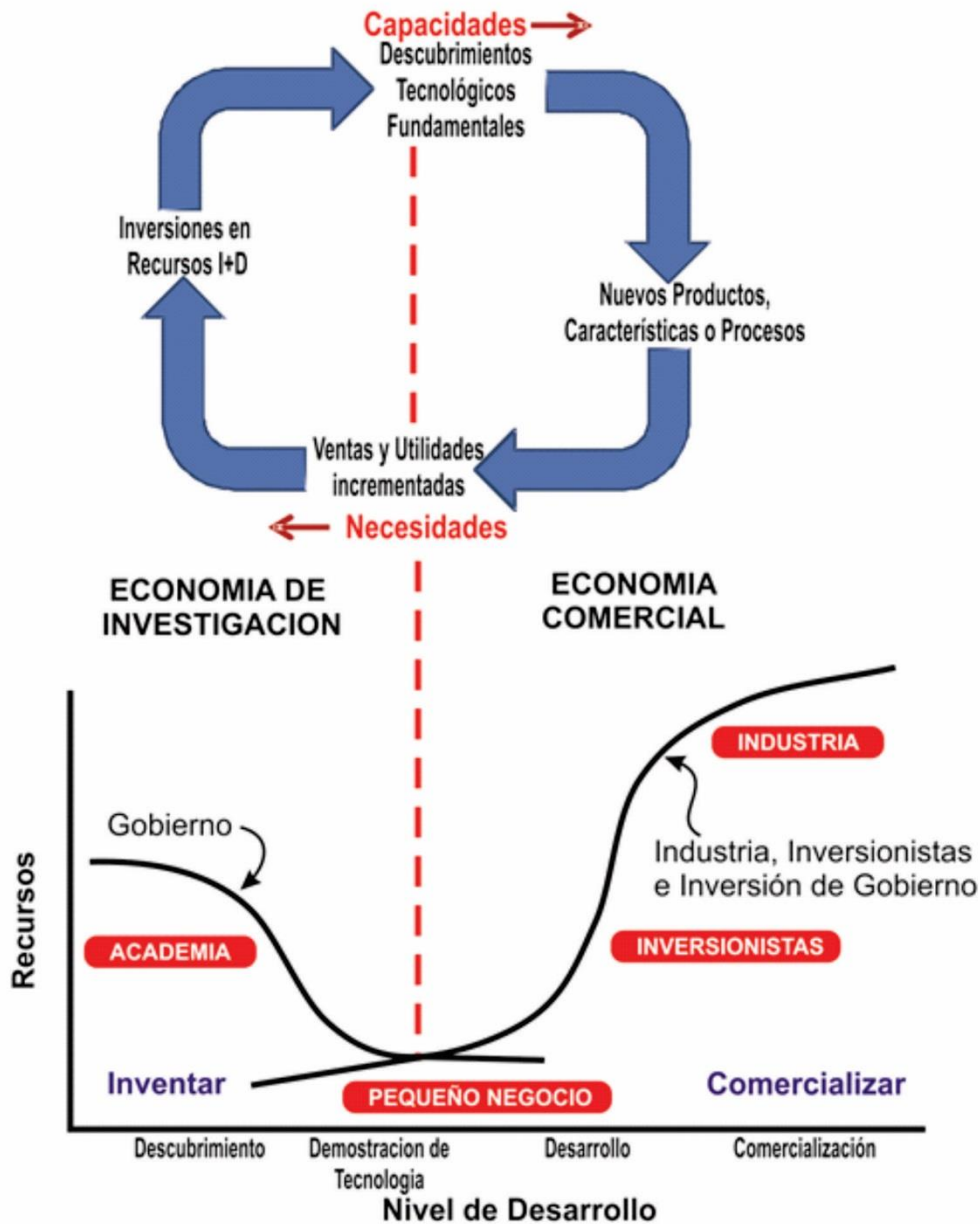 Capacidades
Descubrimientos
Tecnológicos
Fundamentales
Inversiones en
Recursos I+D
Nuevos Productos,
Características o Procesos
Ventas y Utilidades
incrementadas
Necesidades
ECONOMIA DE
INVESTIGACION
ECONOMIA
COMERCIAL
INDUSTRIA
Gobierno
Industria, Inversionistas
e Inversión de Gobierno
Recursos
ACADEMIA
INVERSIONISTAS
Inventar
PEQUEÑO NEGOCIO
Comercializar
Descubrimiento
Demostracion de
Tecnologia
Desarrollo
Comercialización
Nivel de Desarrollo